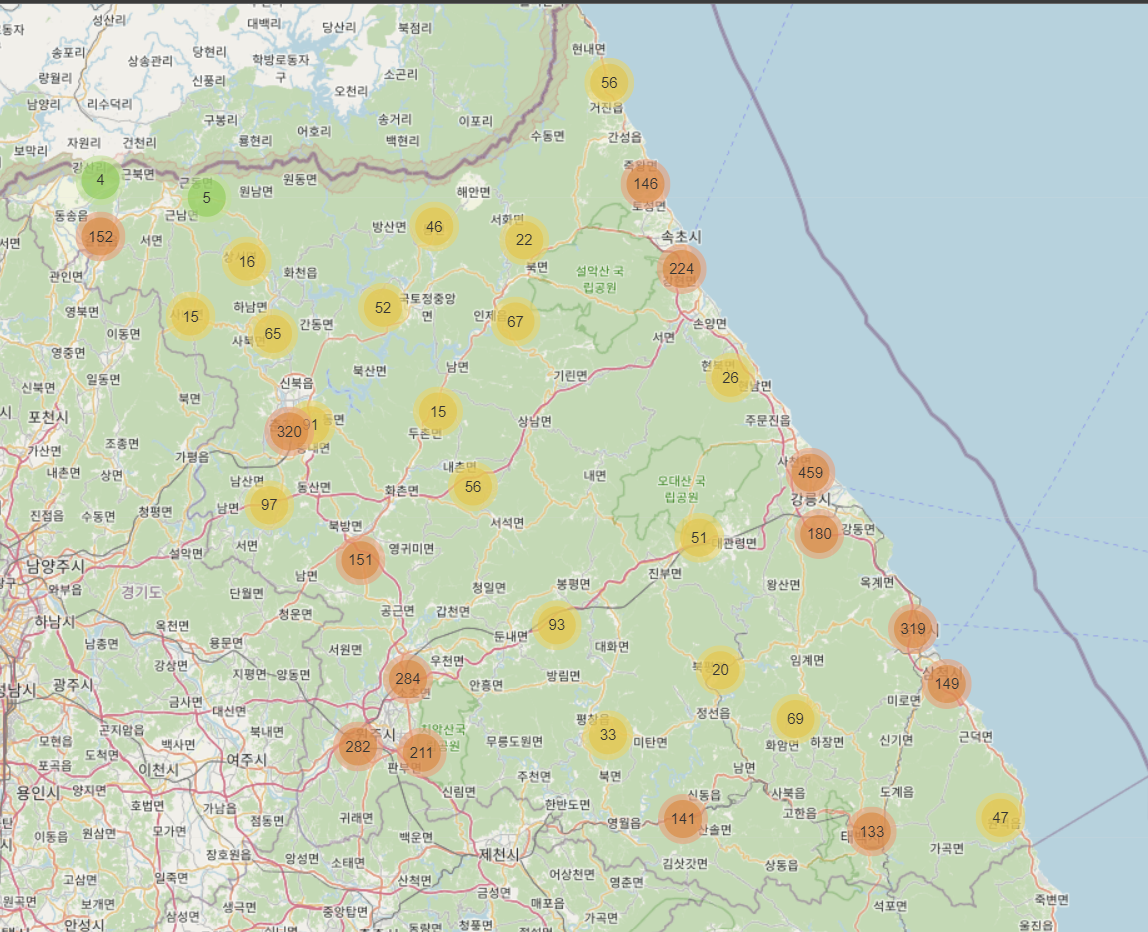 성산리
대백리
당산리
북점리
현내면
송포리
당현리
상송관리
학방로동자
구
량월리
신풍리
소곤리
오천리
56
거진읍
남양리
리수덕리
구봉리
어호리
송거리
이포리
수동면
간성읍
자원리
건천리
룡현리
백현리
보막리
죽왕면
4
근북면
원동면
5
원남면
해안면
146
토성면
동송읍
근남면
서화면
방산면
46
22
속초시
152
서면
16
북면
224
화천읍
설악산 국
립공원
관인면
52
국토정중앙
면
영북면
15
하남면
간동면
인제읍
67
손양면
이동면
65
서면
영중면
북산면
남면
기린면
26
일동면
신북읍
신북면
북면
15
상남면
주문진읍
포천시
320
91
두촌면
조종면
가산면
가평읍
내촌면
459
내촌면
상면
남산면
동산면
화촌면
56
내면
오대산 국
립공원
강릉시
진접읍
수동면
청평면
남면
97
북방면
서석면
180
강동면
51
대관령면
서면
151
영귀미면
설악면
남양주시
남면
진부면
왕산면
옥계면
와부읍
경기도
단월면
청일면
봉평면
하남시
청운면
공근면
갑천면
93
319
옥천면
둔내면
남종면
용문면
서원면
대화면
강상면
지평면
양동면
284
우천면
20
임계면
149
광주시
금사면
안흥면
방림면
미로면
대신면
정선읍
69
곤지암읍
북내면
평창읍
33
모현읍
백사면
282
211
무릉도원면
미탄면
화암면
하장면
신기면
근덕면
도척면
여주시
포곡읍
이천시
판부면
주천면
북면
남면
용인시
양지면
신림면
사북읍
도계읍
호법면
가남읍
한반도면
신동읍
고한읍
47
점동면
귀래면
영월읍
141
산솔면
133
이동읍
원삼면
모가면
백운면
가곡면
장호원읍
앙성면
소태면
제천시
김삿갓면
상동읍
고삼면
일죽면
산척면
어상천면
영춘면
금성면
보개면
생극면
중앙탑면
매포읍
석포면
죽변면
원곡면
삼성면
가곡면
안성시
동량면
청풍면
울진읍